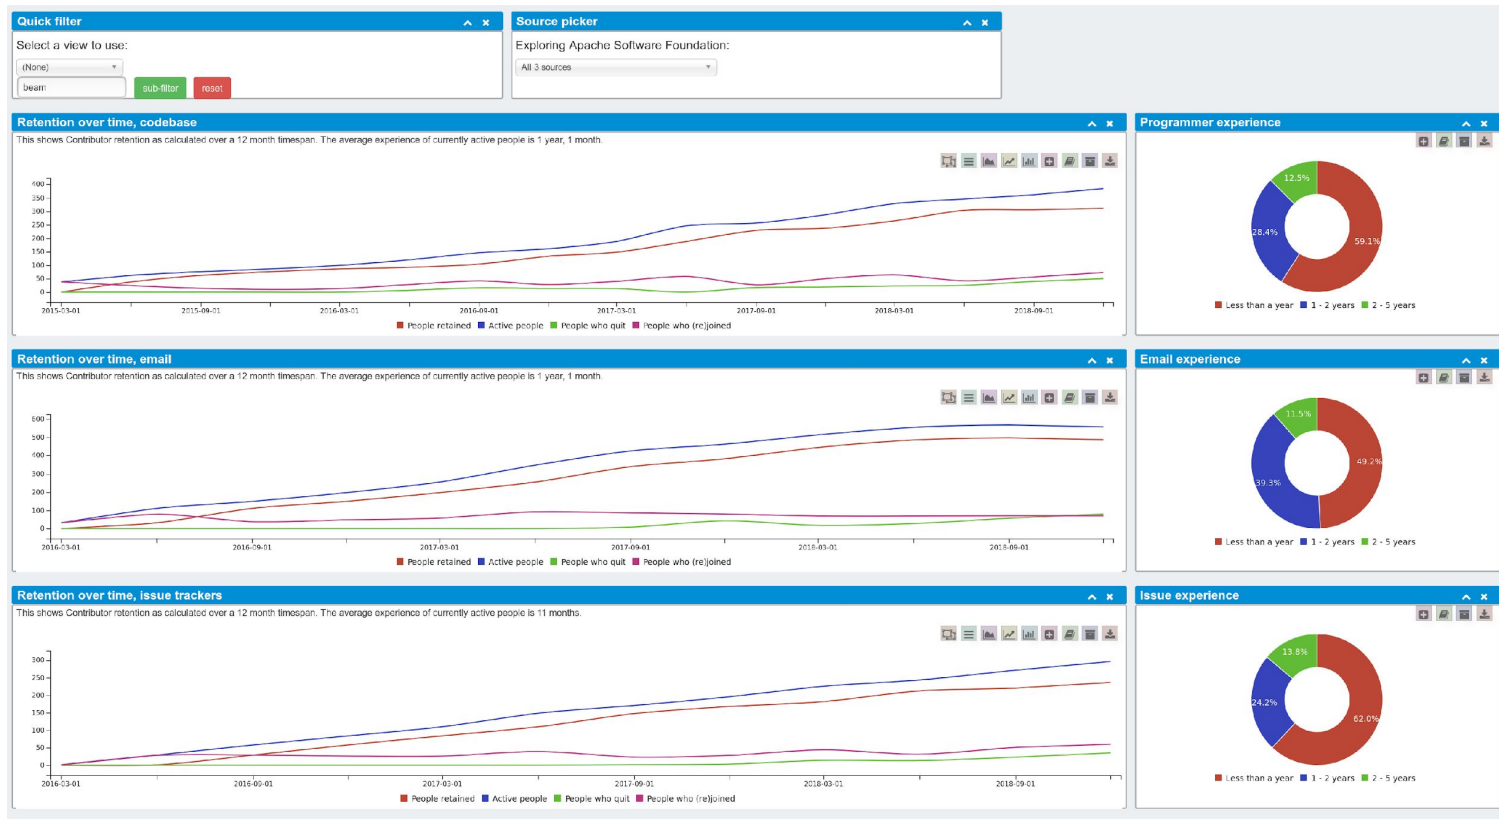 Quick filter
Select a view to use:
(None)
beam
sub-filter
reset
Source picker
Exploring Apache Software Foundation:
All 3 sources
Retention over time, codebase
This shows Contributor retention as calculated over a 12 month timespan. The average experience of currently active people is 1 year, 1 month.
400
350
300
250
200
150
100
50
0
2015-03-01 2015-09-01 2016-03-01 2016-09-01 2017-03-01 2017-09-01 2018-03-01 2018-09-01
People retained Active people People who quit People who (re)joined
Programmer experience
12.5%
28.4%
59.1%
Less than a year 1 - 2 years 2 - 5 years
Retention over time, email
This shows Contributor retention as calculated over a 12 month timespan. The average experience of currently active people is 1 year, 1 month.
600
500
400
300
200
100
0
2016-03-01 2016-09-01 2017-03-01 2017-09-01 2018-03-01 2018-09-01
People retained Active people People who quit People who (re)joined
Email experience
11.5%
49.2%
39.3%
Less than a year 1 - 2 years 2 - 5 years
Retention over time, issue trackers
This shows Contributor retention as calculated over a 12 month timespan. The average experience of currently active people is 11 months.
300
250
200
150
100
50
0
2016-03-01 2016-09-01 2017-03-01 2017-09-01 2018-03-01 2018-09-01
People retained Active people People who quit People who (re)joined
Issue experience
13.8%
24.2%
62.0%
Less than a year 1 - 2 years 2 - 5 years